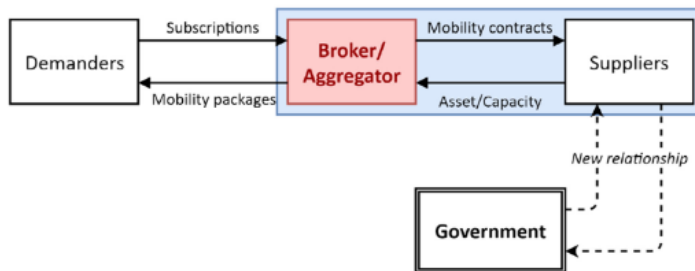 Subscriptions
Mobility contracts
Demanders
Broker/
Aggregator
Suppliers
Mobility packages
Asset/Capacity
New relationship
Government